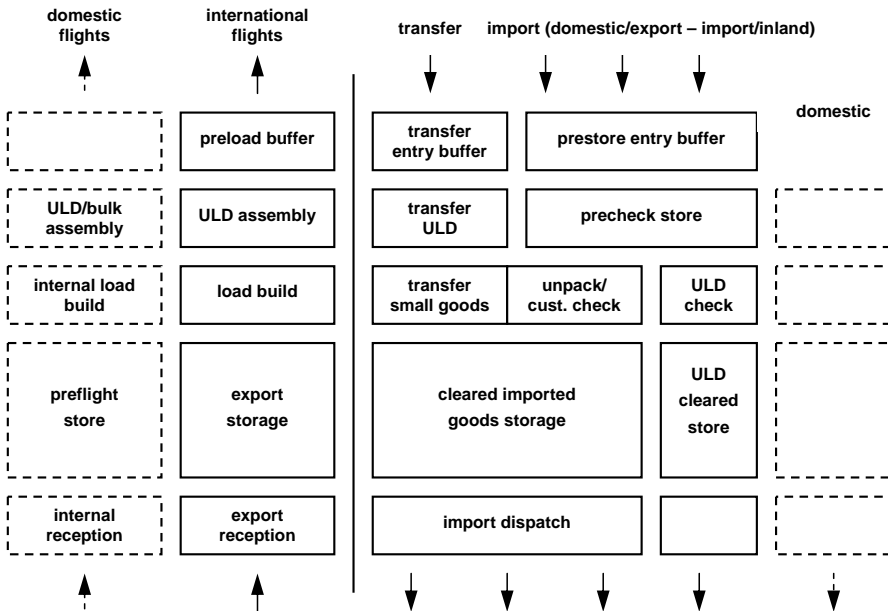 domestic
flights
international
flights
transfer
import (domestic/export – import/inland)
domestic
preload buffer
transfer
entry buffer
prestore entry buffer
ULD/bulk
assembly
ULD assembly
transfer
ULD
precheck store
internal load
build
load build
transfer
small goods
unpack/
cust. check
ULD
check
preflight
store
export
storage
cleared imported
goods storage
ULD
cleared
store
internal
reception
export
reception
import dispatch